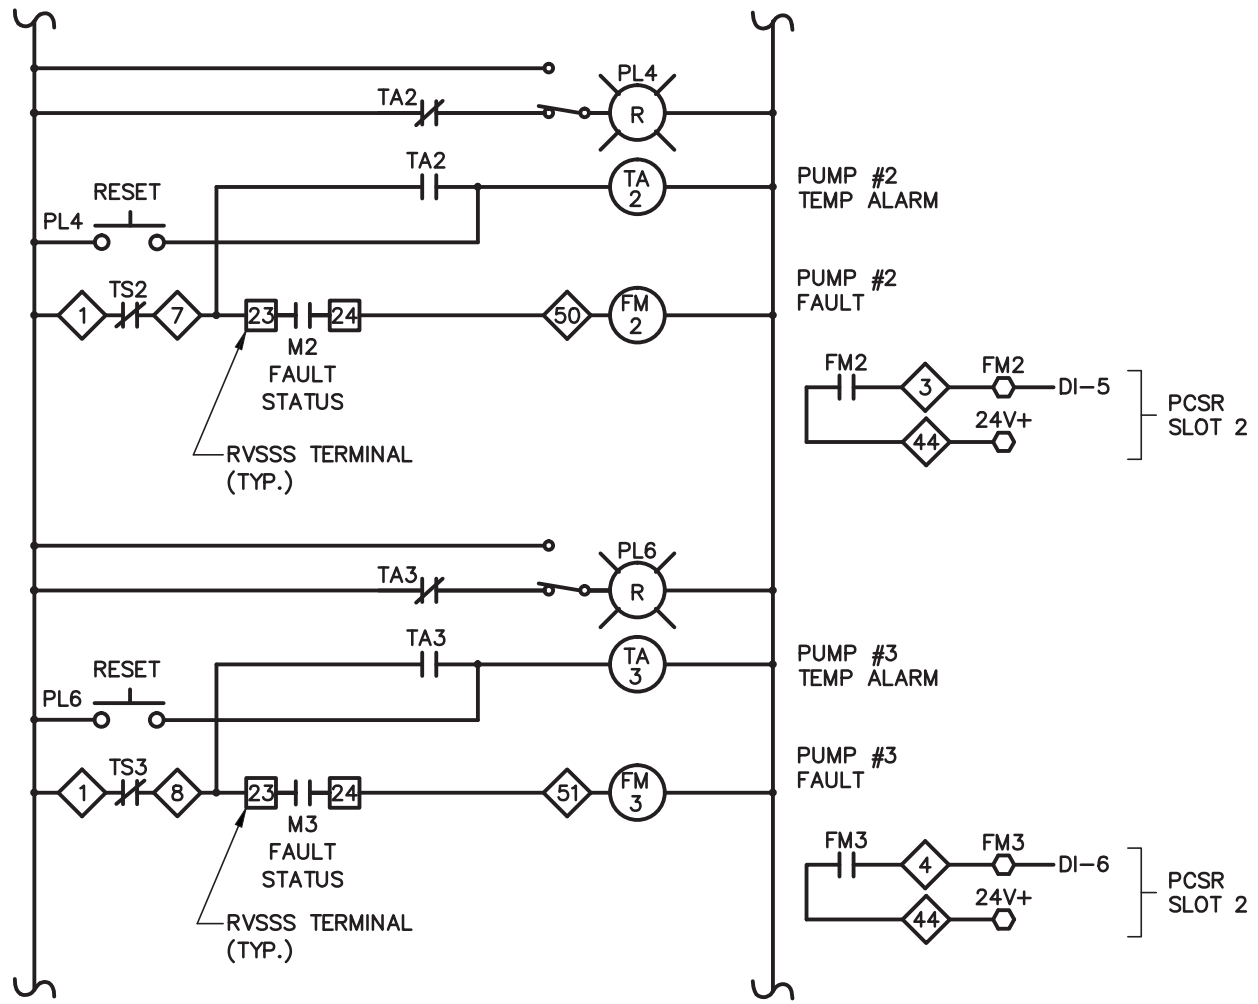 PL4
TA2
R
TA2
RESET
TA
2
PUMP #2
TEMP ALARM
PL4
TS2
1
7
23
24
50
FM
2
PUMP #2
FAULT
M2
FAULT
STATUS
FM2
3
FM2
DI-5
44
24V+
PCSR
SLOT 2
RVSSS TERMINAL
(TYP.)
PL6
TA3
R
TA3
RESET
TA
3
PUMP #3
TEMP ALARM
PL6
TS3
1
8
23
24
51
FM
3
PUMP #3
FAULT
M3
FAULT
STATUS
FM3
4
FM3
DI-6
44
24V+
PCSR
SLOT 2
RVSSS TERMINAL
(TYP.)